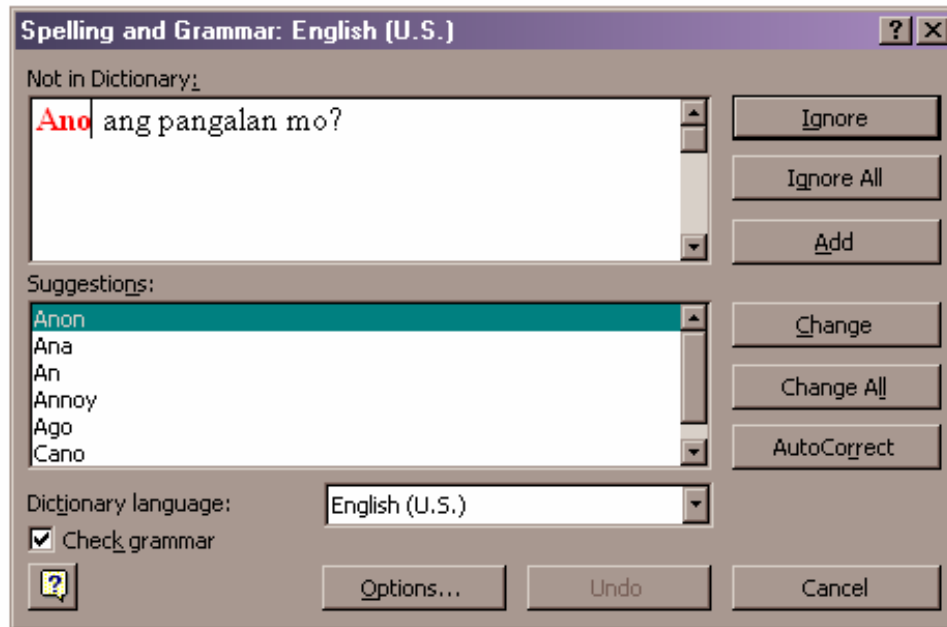 Spelling and Grammar: English (U.S.)
Not in Dictionary:
Ano ang pangalan mo?
Ignore
Ignore All
Add
Suggestions:
Anon
Ana
An
Annoy
Ago
Cano
Change
Change All
AutoCorrect
Dictionary language:
English (U.S.)
Check grammar
Options...
Undo
Cancel